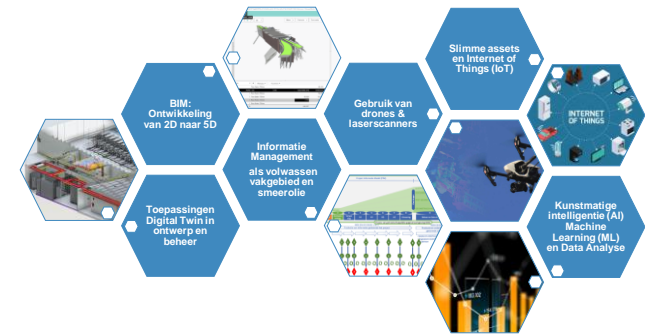 Slimme assets
en Internet of
Things (IoT)
BIM:
Ontwikkeling
van 2D naar 5D
Gebruik van
drones &
laserscanners
INTERNET
OF THINGS
Informatie
Management
als volwassen
vakgebied en
smeerolie
Toepassingen
Digital Twin in
ontwerp en
beheer
Kunstmatige
intelligentie (AI)
Machine
Learning (ML)
en Data Analyse